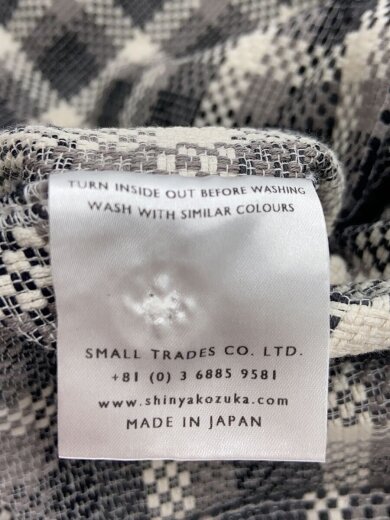 TURN INSIDE OUT BEFORE WASHING
WASH WITH SIMILAR COLOURS
SMALL TRADES CO. LTD.
+81 (0) 3 6885 9581
www.shinyakozuka.com
MADE IN JAPAN